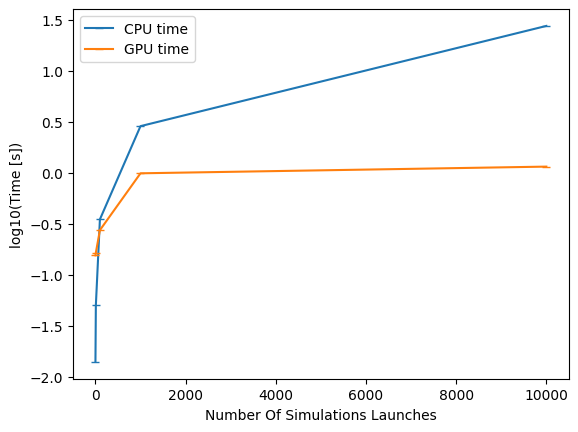 CPU time
GPU time
1.5
1.0
0.5
0.0
−0.5
−1.0
−1.5
−2.0
log10(Time [s])
0 2000 4000 6000 8000 10000
Number Of Simulations Launches